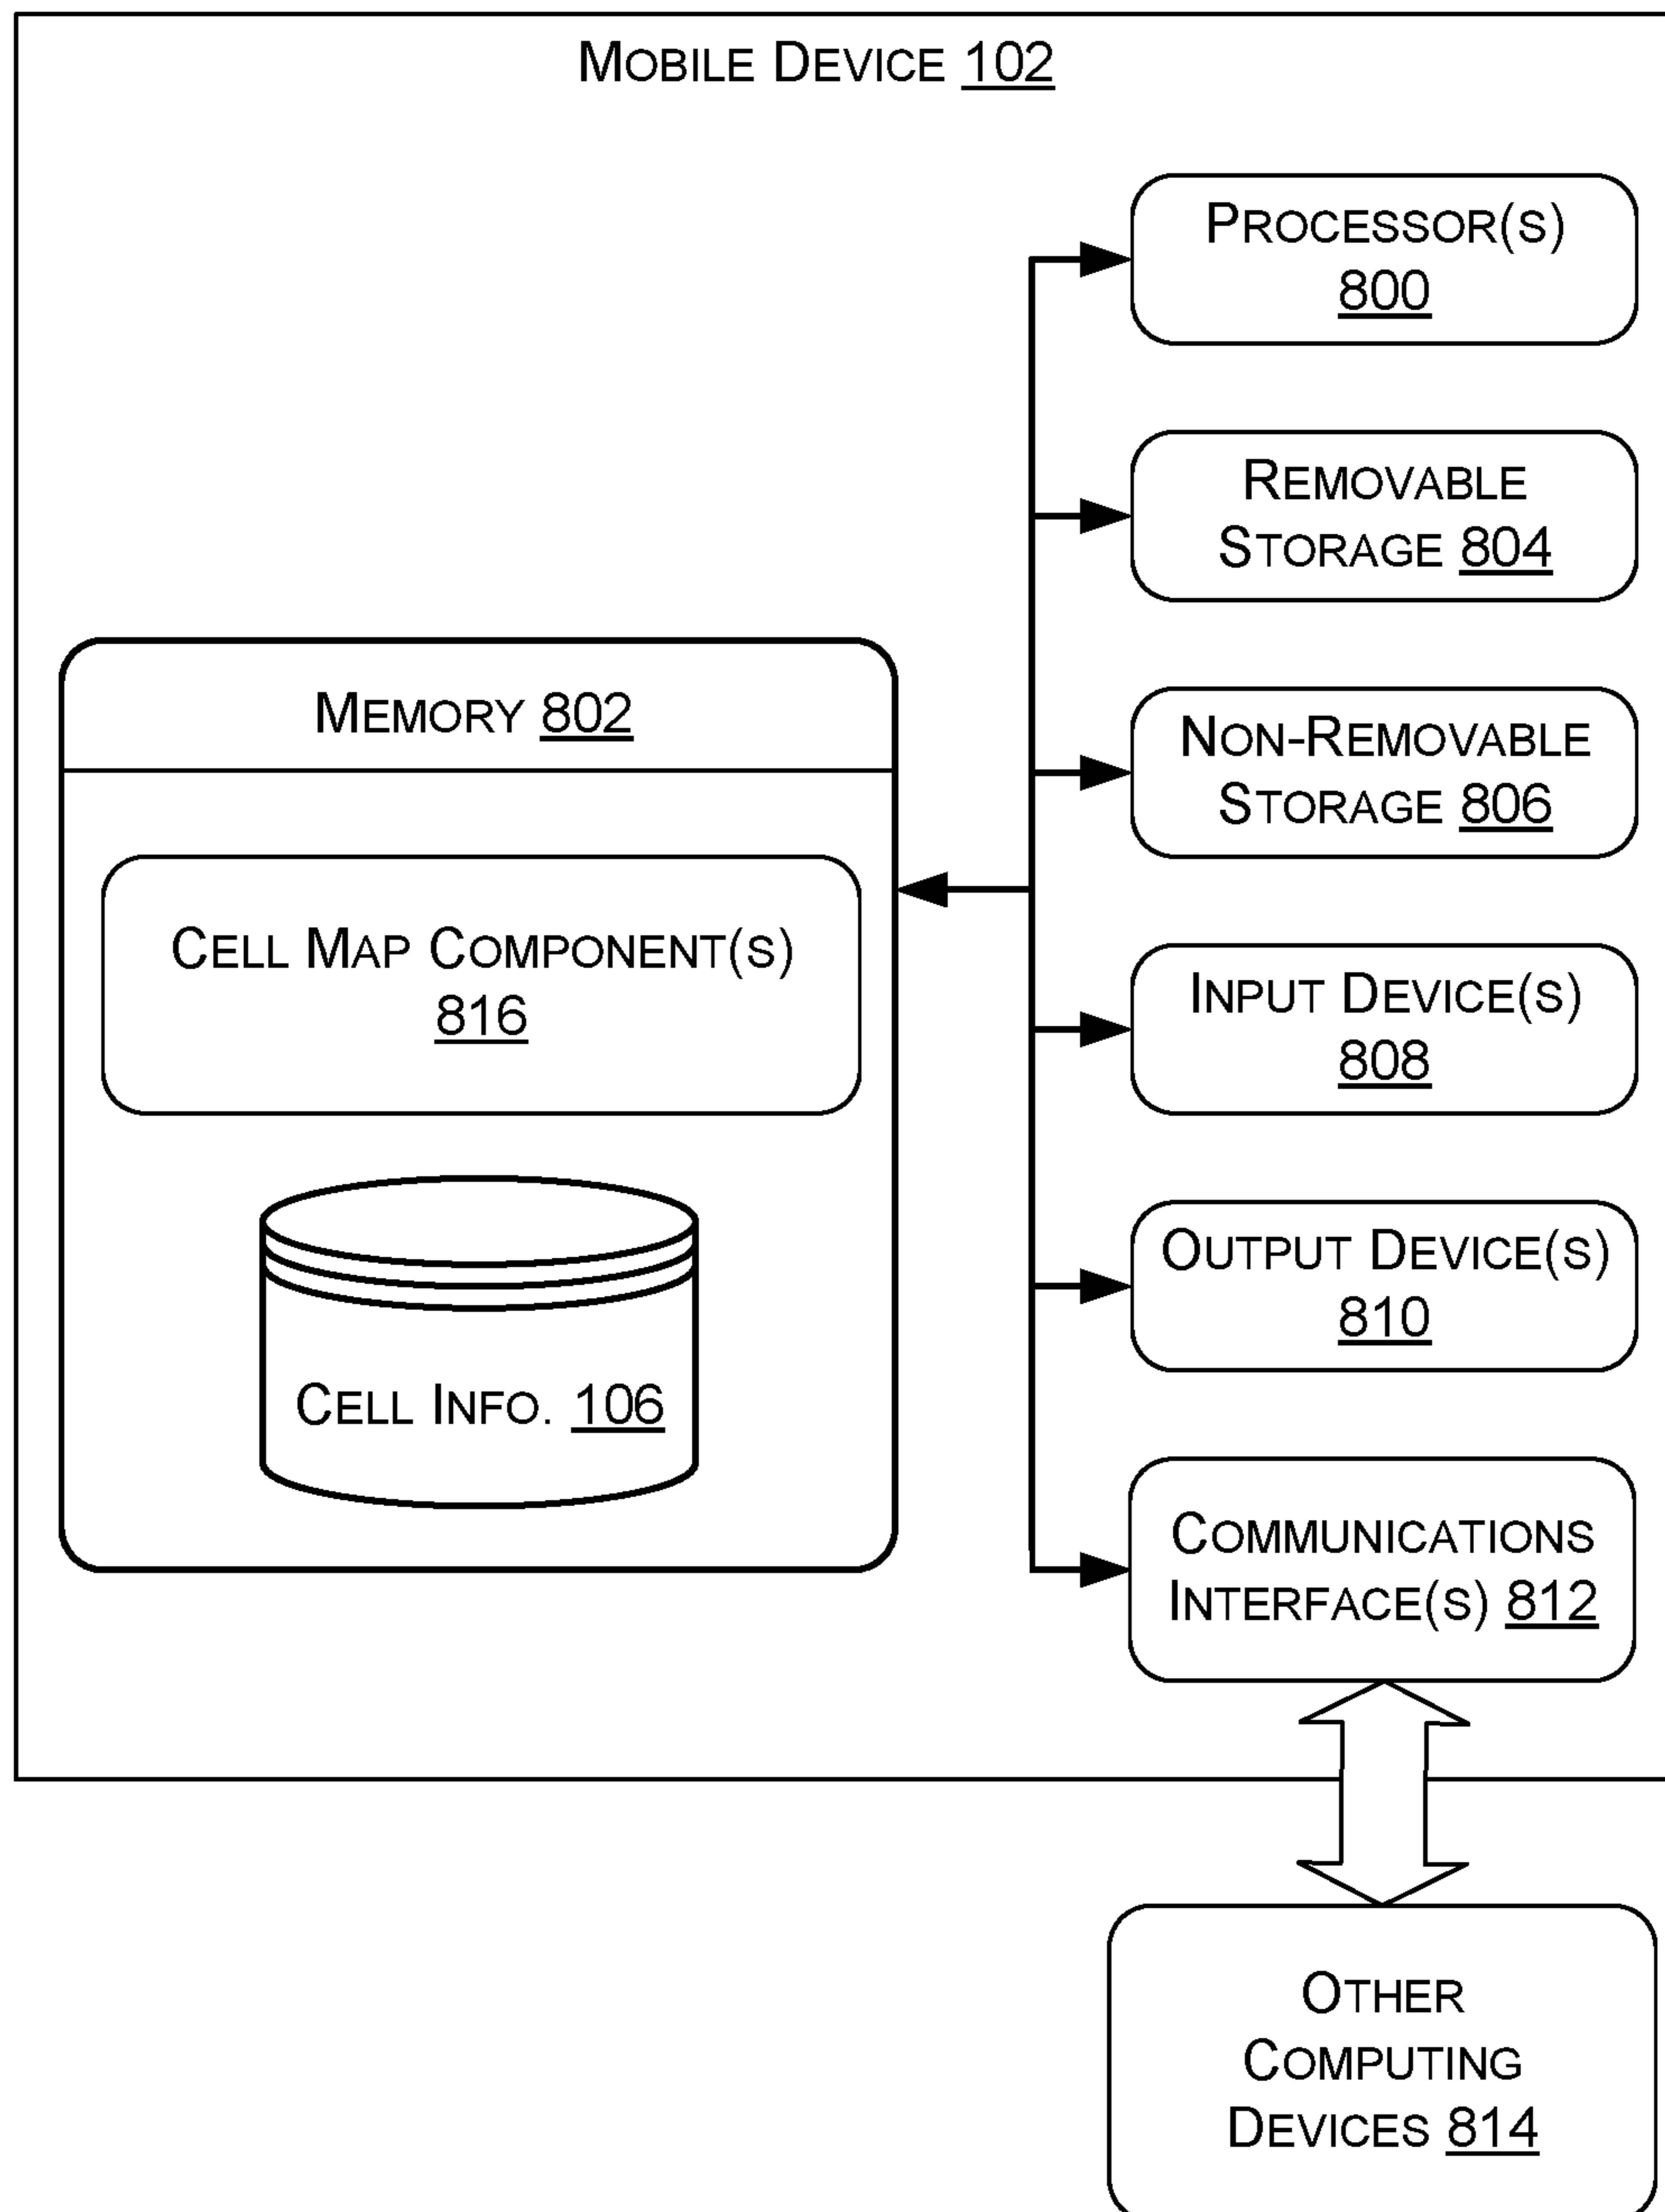 MOBILE DEVICE 102
PROCESSOR(S)
800
REMOVABLE
STORAGE 804
MEMORY 802
NON-REMOVABLE
STORAGE 806
CELL MAP COMPONENT(S)
816
INPUT DEVICE(S)
808
OUTPUT DEVICE(S)
810
CELL INFO. 106
COMMUNICATIONS
INTERFACE(S) 812
OTHER
COMPUTING
DEVICES 814